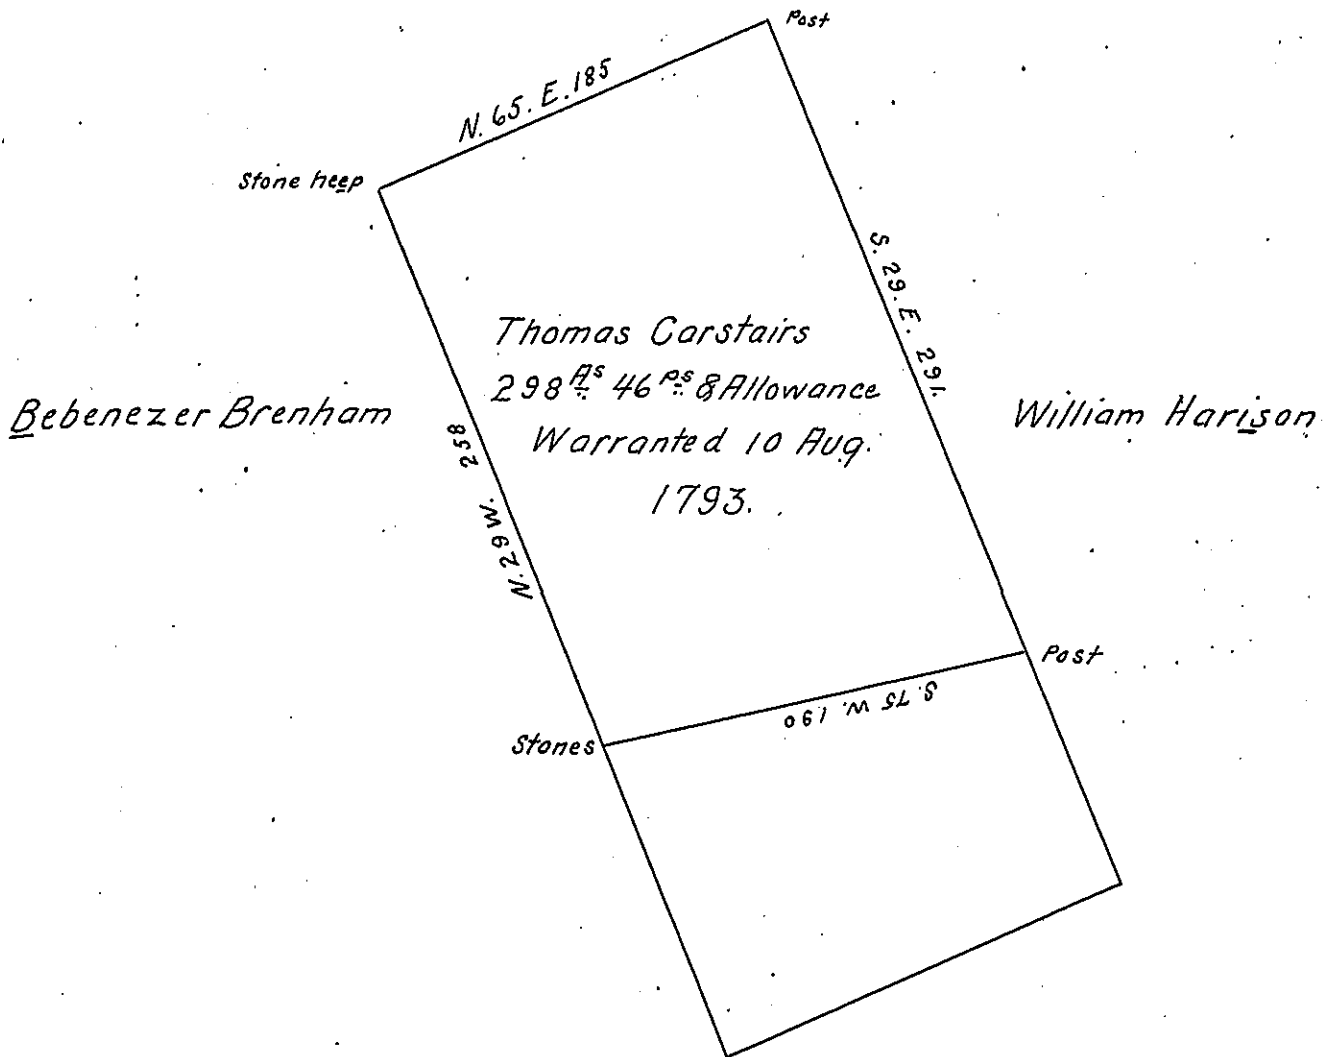 Post
N. 65. E. 185
Stone heep
S. 29. E. 291.
Thomas Carstairs
298 As 46 ps & Allowance
Warranted 10 Aug.
1793.
Bebenezer Brenham
William Harison
N. 29 W. 258
Post
S. 75 W. 190
Stones